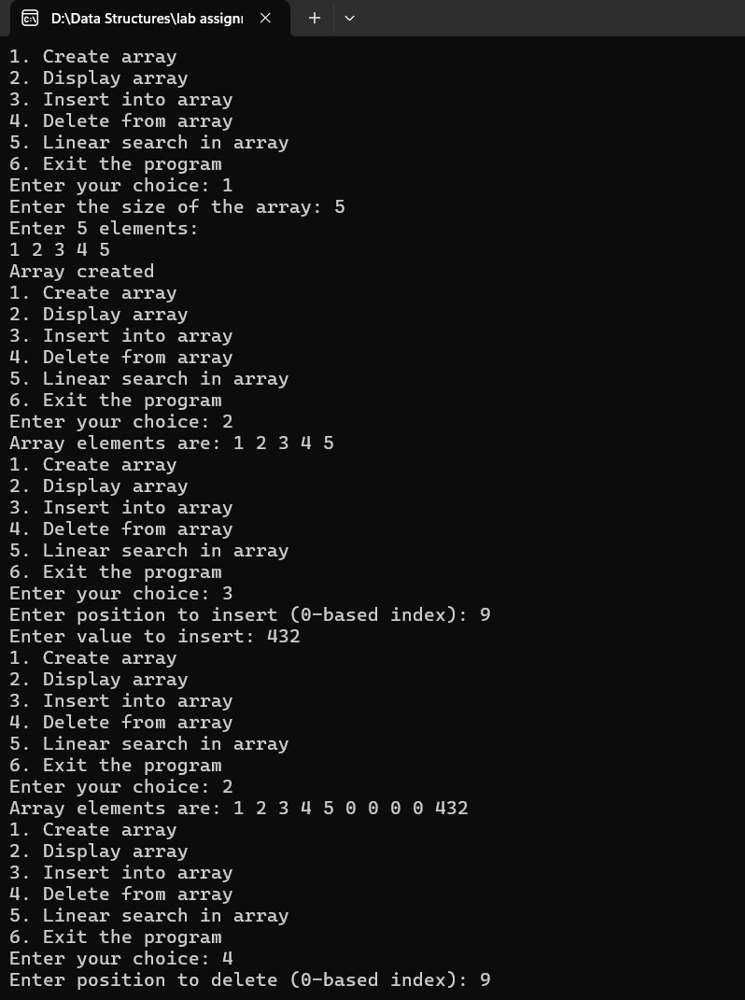 D:\Data Structures\lab assign
1. Create array
2. Display array
3. Insert into array
4. Delete from array
5. Linear search in array
6. Exit the program
Enter your choice: 1
Enter the size of the array: 5
Enter 5 elements:
1 2 3 4 5
Array created
1. Create array
2. Display array
3. Insert into array
4. Delete from array
5. Linear search in array
6. Exit the program
Enter your choice: 2
Array elements are: 1 2 3 4 5
1. Create array
2. Display array
3. Insert into array
4. Delete from array
5. Linear search in array
6. Exit the program
Enter your choice: 3
Enter position to insert (0-based index): 9
Enter value to insert: 432
1. Create array
2. Display array
3. Insert into array
4. Delete from array
5. Linear search in array
6. Exit the program
Enter your choice: 2
Array elements are: 1 2 3 4 5 0 0 0 0 432
1. Create array
2. Display array
3. Insert into array
4. Delete from array
5. Linear search in array
6. Exit the program
Enter your choice: 4
Enter position to delete (0-based index): 9